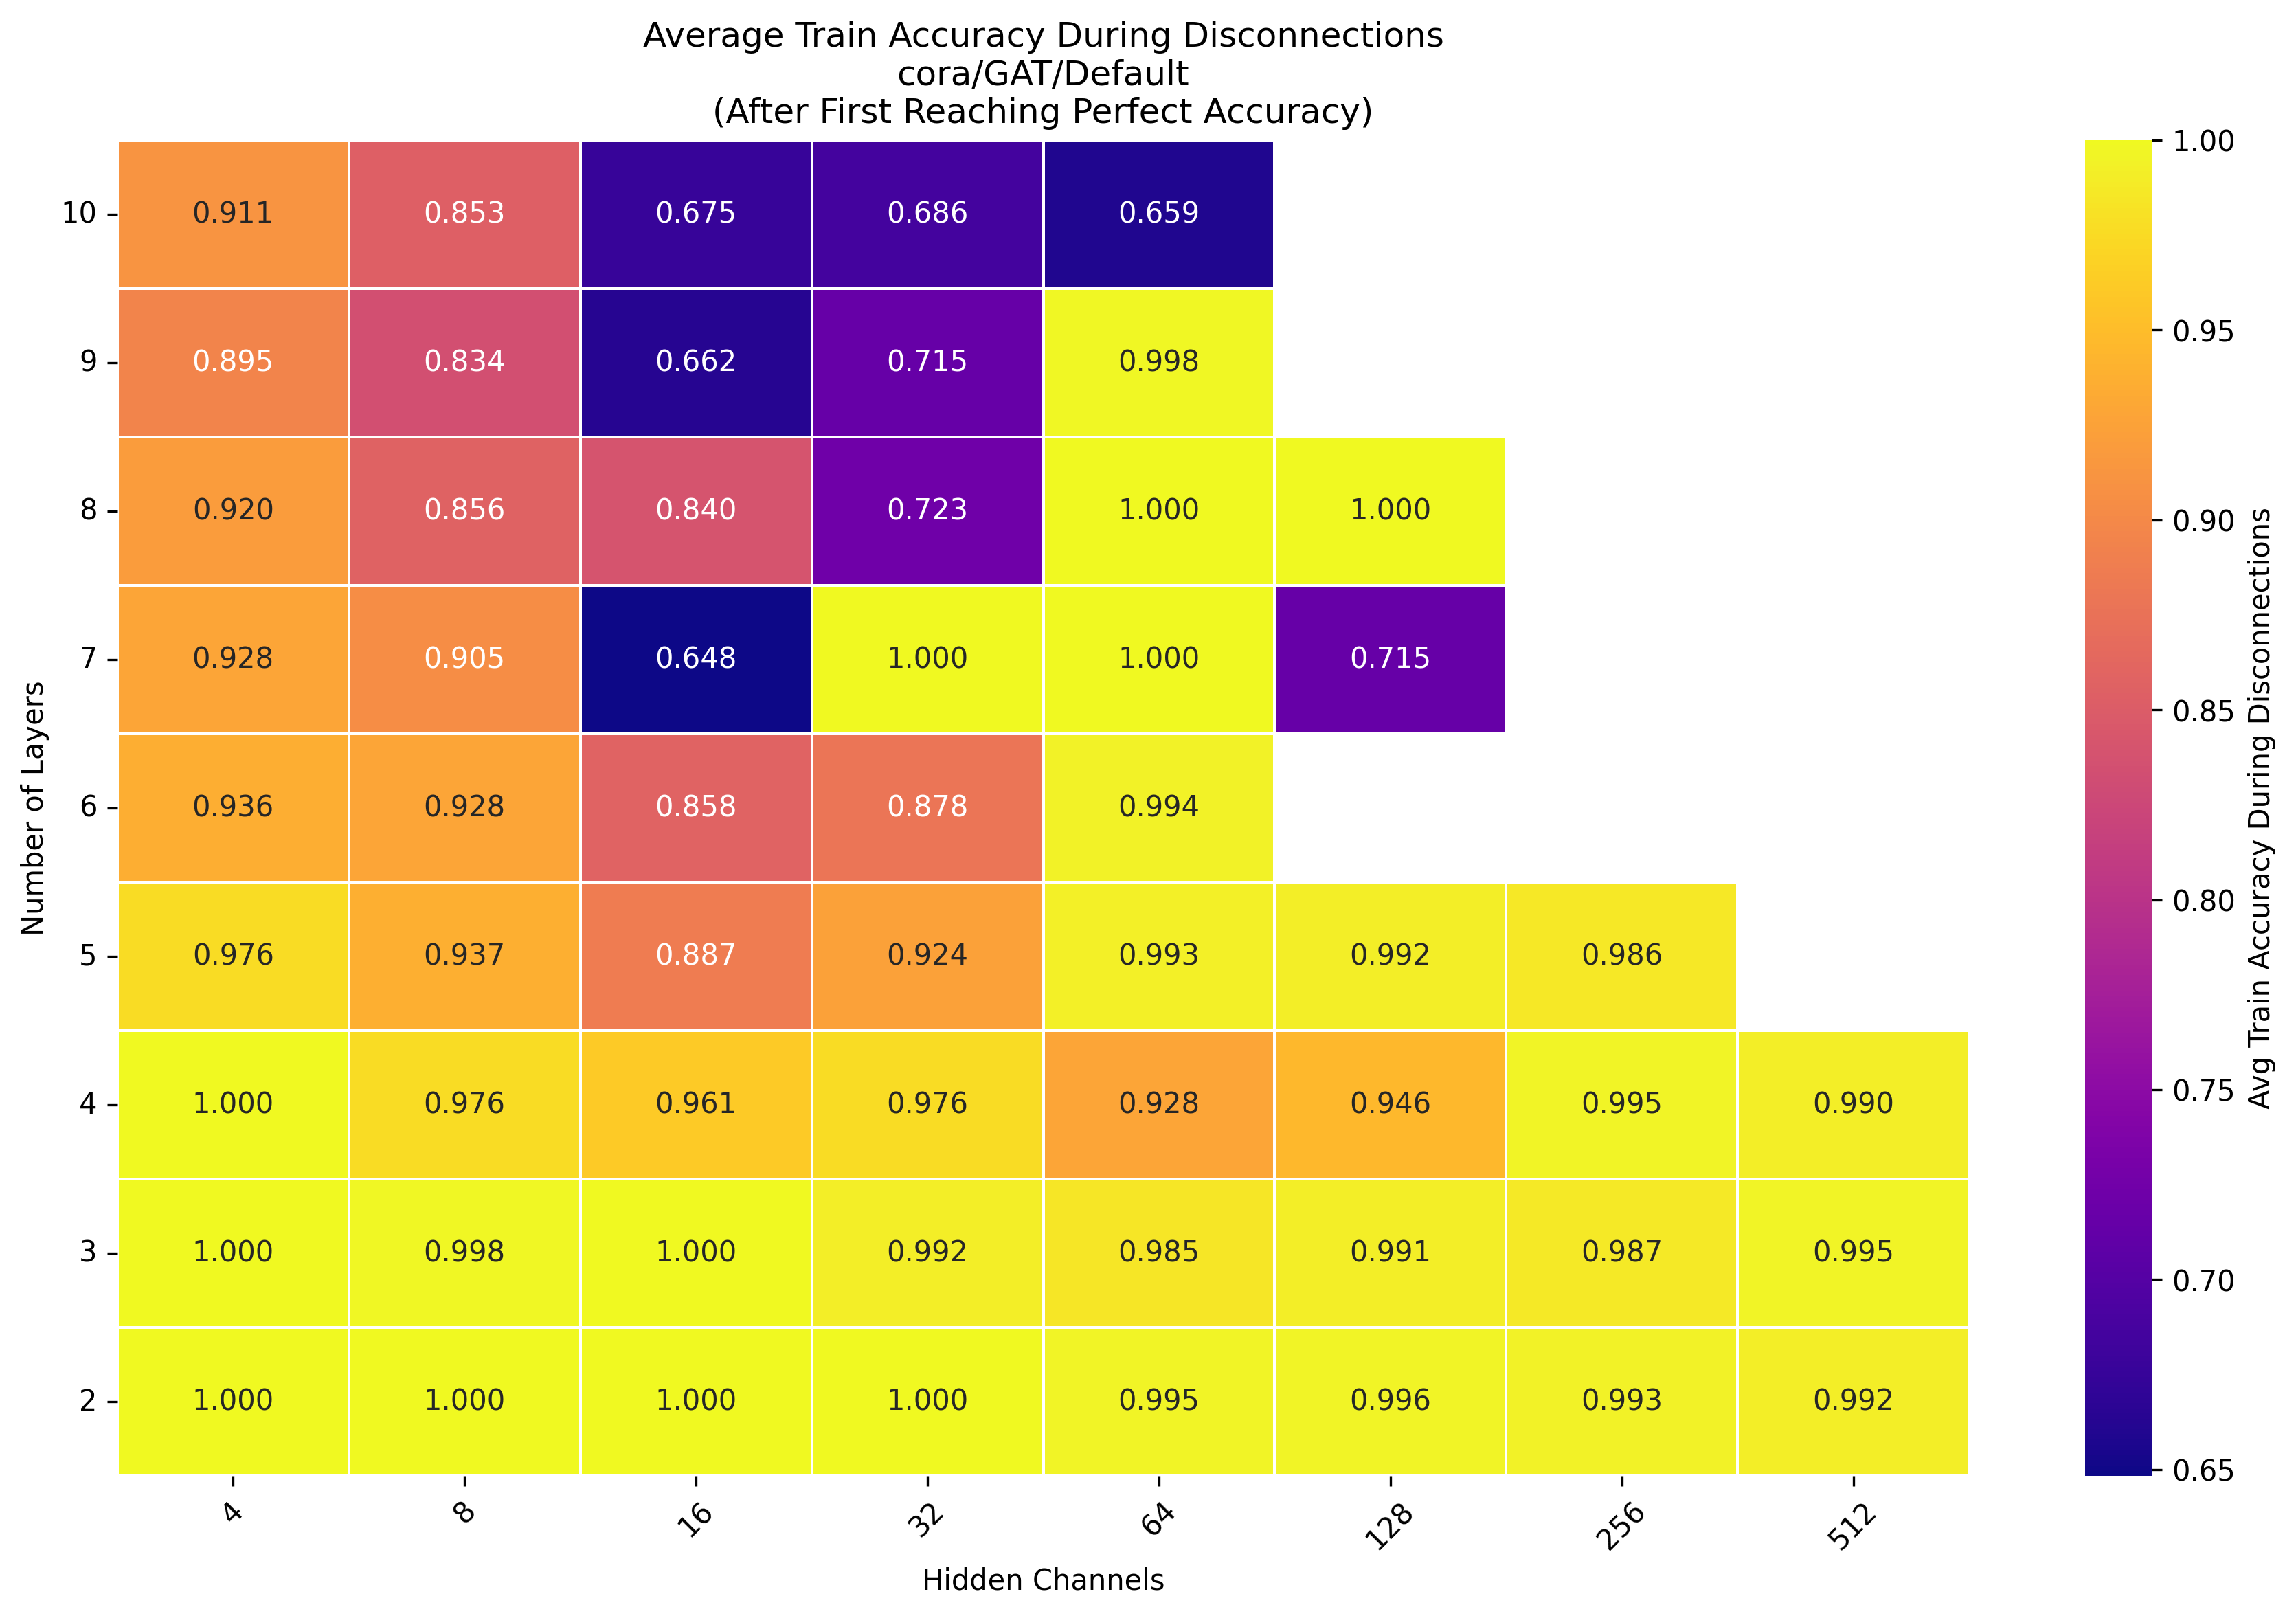 Average Train Accuracy During Disconnections
cora/GAT/Default
(After First Reaching Perfect Accuracy)
10 0.911 0.853 0.675 0.686 0.659
9 0.895 0.834 0.662 0.715 0.998
8 0.920 0.856 0.840 0.723 1.000 1.000
7 0.928 0.905 0.648 1.000 1.000 0.715
6 0.936 0.928 0.858 0.878 0.994
5 0.976 0.937 0.887 0.924 0.993 0.992 0.986
4 1.000 0.976 0.961 0.976 0.928 0.946 0.995 0.990
3 1.000 0.998 1.000 0.992 0.985 0.991 0.987 0.995
2 1.000 1.000 1.000 1.000 0.995 0.996 0.993 0.992
4 8 16 32 64 128 256 512
Hidden Channels
Number of Layers
1.00
0.95
0.90
0.85
0.80
0.75
0.70
0.65
Avg Train Accuracy During Disconnections